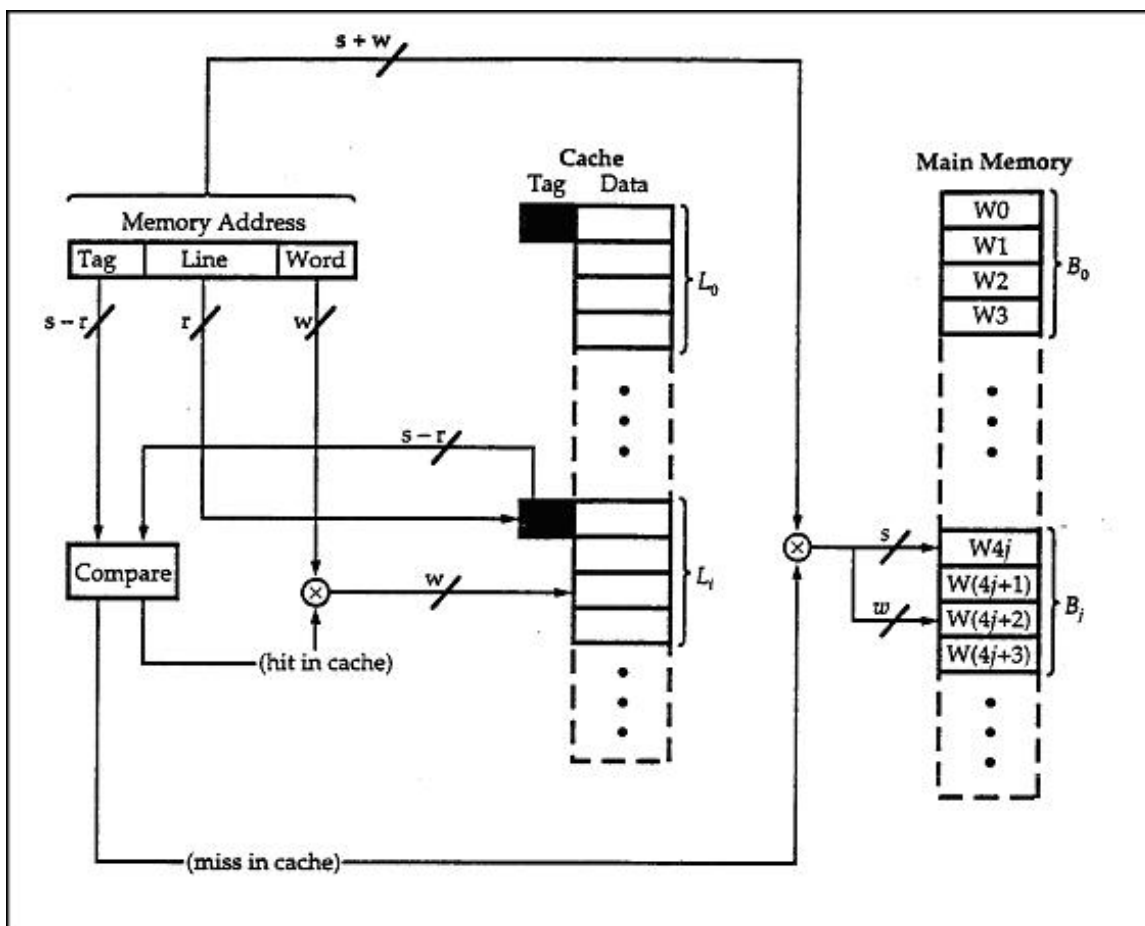 s + w
Cache
Tag Data
Main Memory
Memory Address
Tag Line Word
W0
W1
W2
W3
B0
L0
s – r
r
w
s – r
Compare
w
(hit in cache)
Li
s
w
W4j
W(4j+1)
W(4j+2)
W(4j+3)
Bj
(miss in cache)